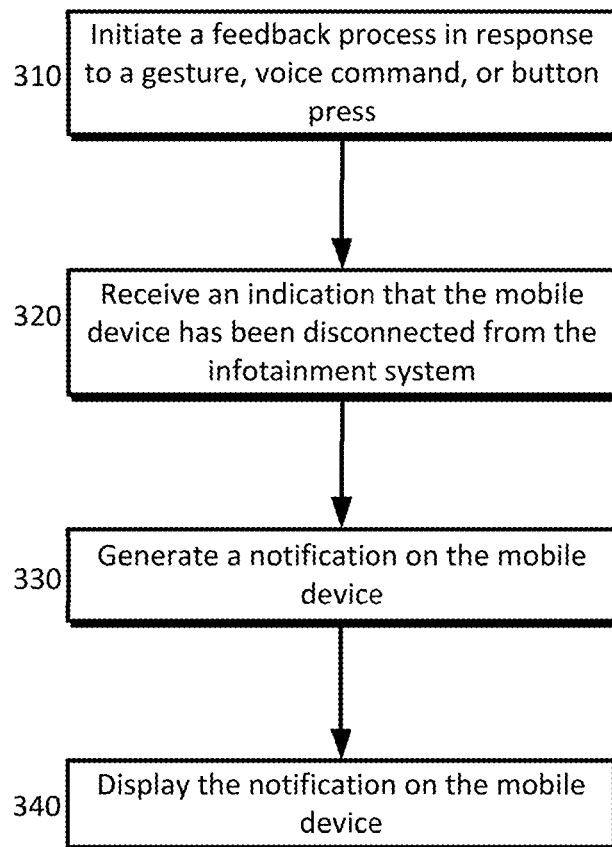 Initiate a feedback process in response
310 to a gesture, voice command, or button
press
Receive an indication that the mobile
320 device has been disconnected from the
infotainment system
330 Generate a notification on the mobile
device
Display the notification on the mobile
340 device